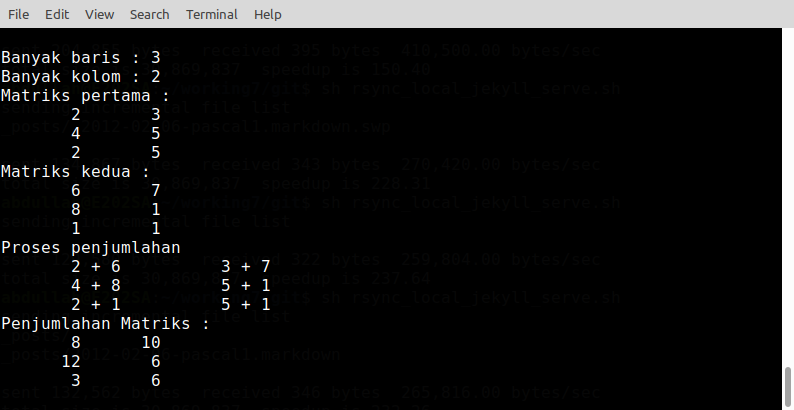 File Edit View Search Terminal Help
Banyak baris : 3
Banyak kolom : 2
Matriks pertama :
2 3
4 5
2 5
Matriks kedua :
6 7
8 1
1 1
Proses penjumlahan
2 + 6 3 + 7
4 + 8 5 + 1
2 + 1 5 + 1
Penjumlahan Matriks :
8 10
12 6
3 6